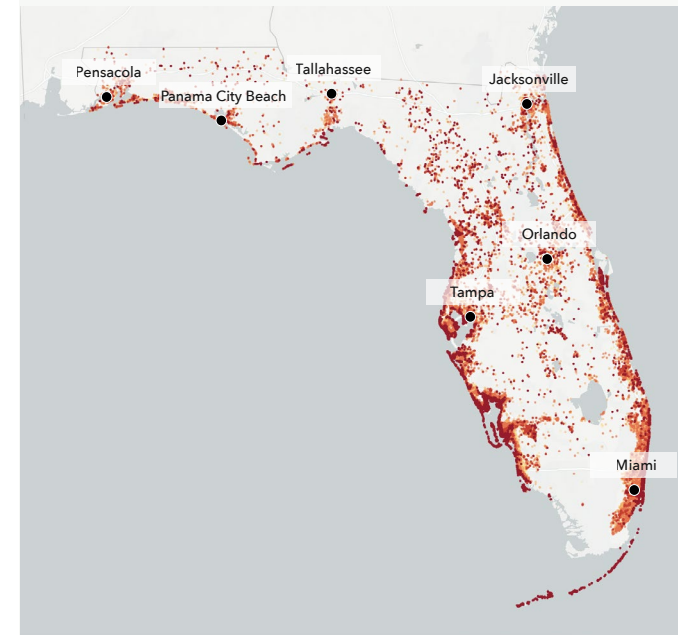 Tallahassee
Pensacola
Jacksonville
Panama City Beach
Orlando
Tampa
Miami